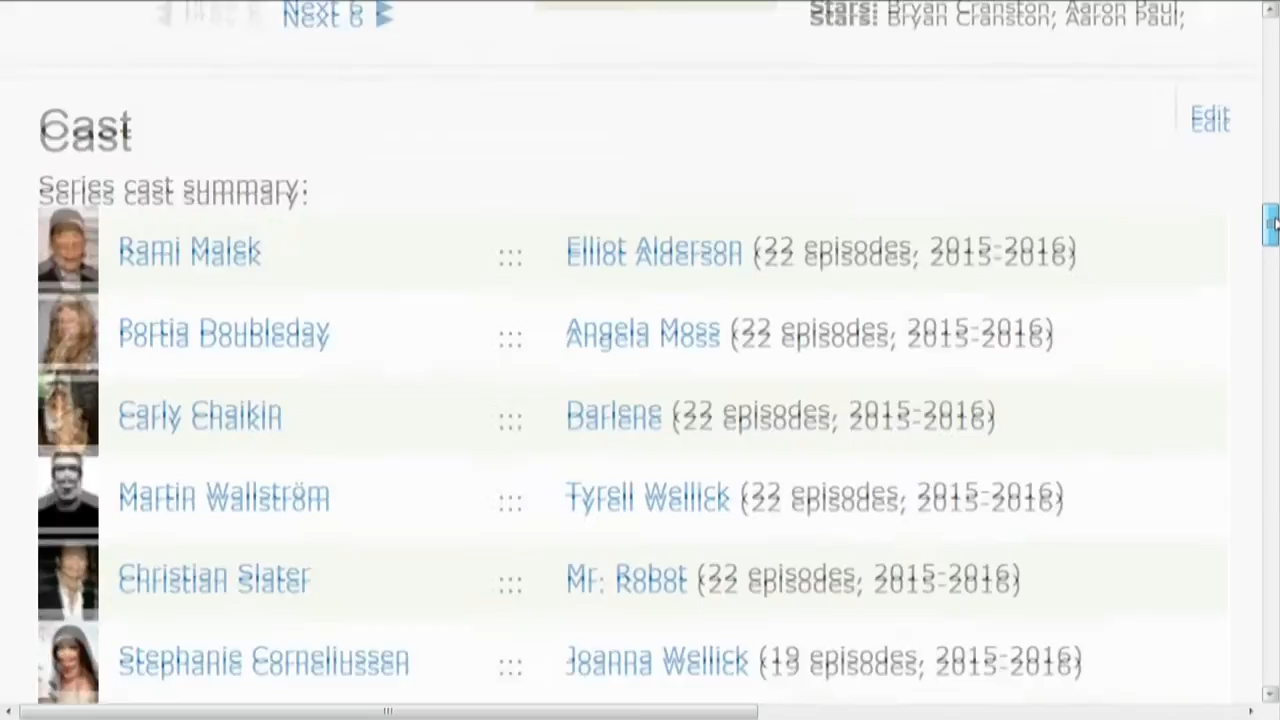 Next 6 ▶
Stars: Bryan Cranston, Aaron Paul,
Cast
Edit
Series cast summary:
Rami Malek ... Elliot Alderson (22 episodes, 2015-2016)
Portia Doubleday ... Angela Moss (22 episodes, 2015-2016)
Carly Chaikin ... Darlene (22 episodes, 2015-2016)
Martin Wallström ... Tyrell Wellick (22 episodes, 2015-2016)
Christian Slater ... Mr. Robot (22 episodes, 2015-2016)
Stephanie Corneliussen ... Joanna Wellick (19 episodes, 2015-2016)